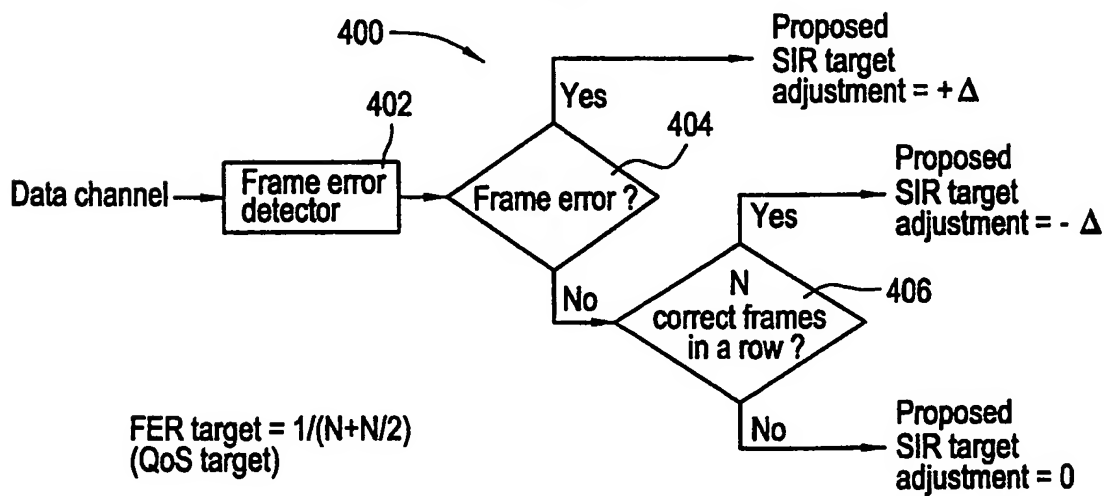 400
Proposed
SIR target
adjustment = + Δ
Yes
402
404
Data channel
Frame error
detector
Frame error ?
Proposed
SIR target
adjustment = - Δ
Yes
No
N
correct frames
in a row ?
406
No
Proposed
SIR target
adjustment = 0
FER target = 1/(N+N/2)
(QoS target)